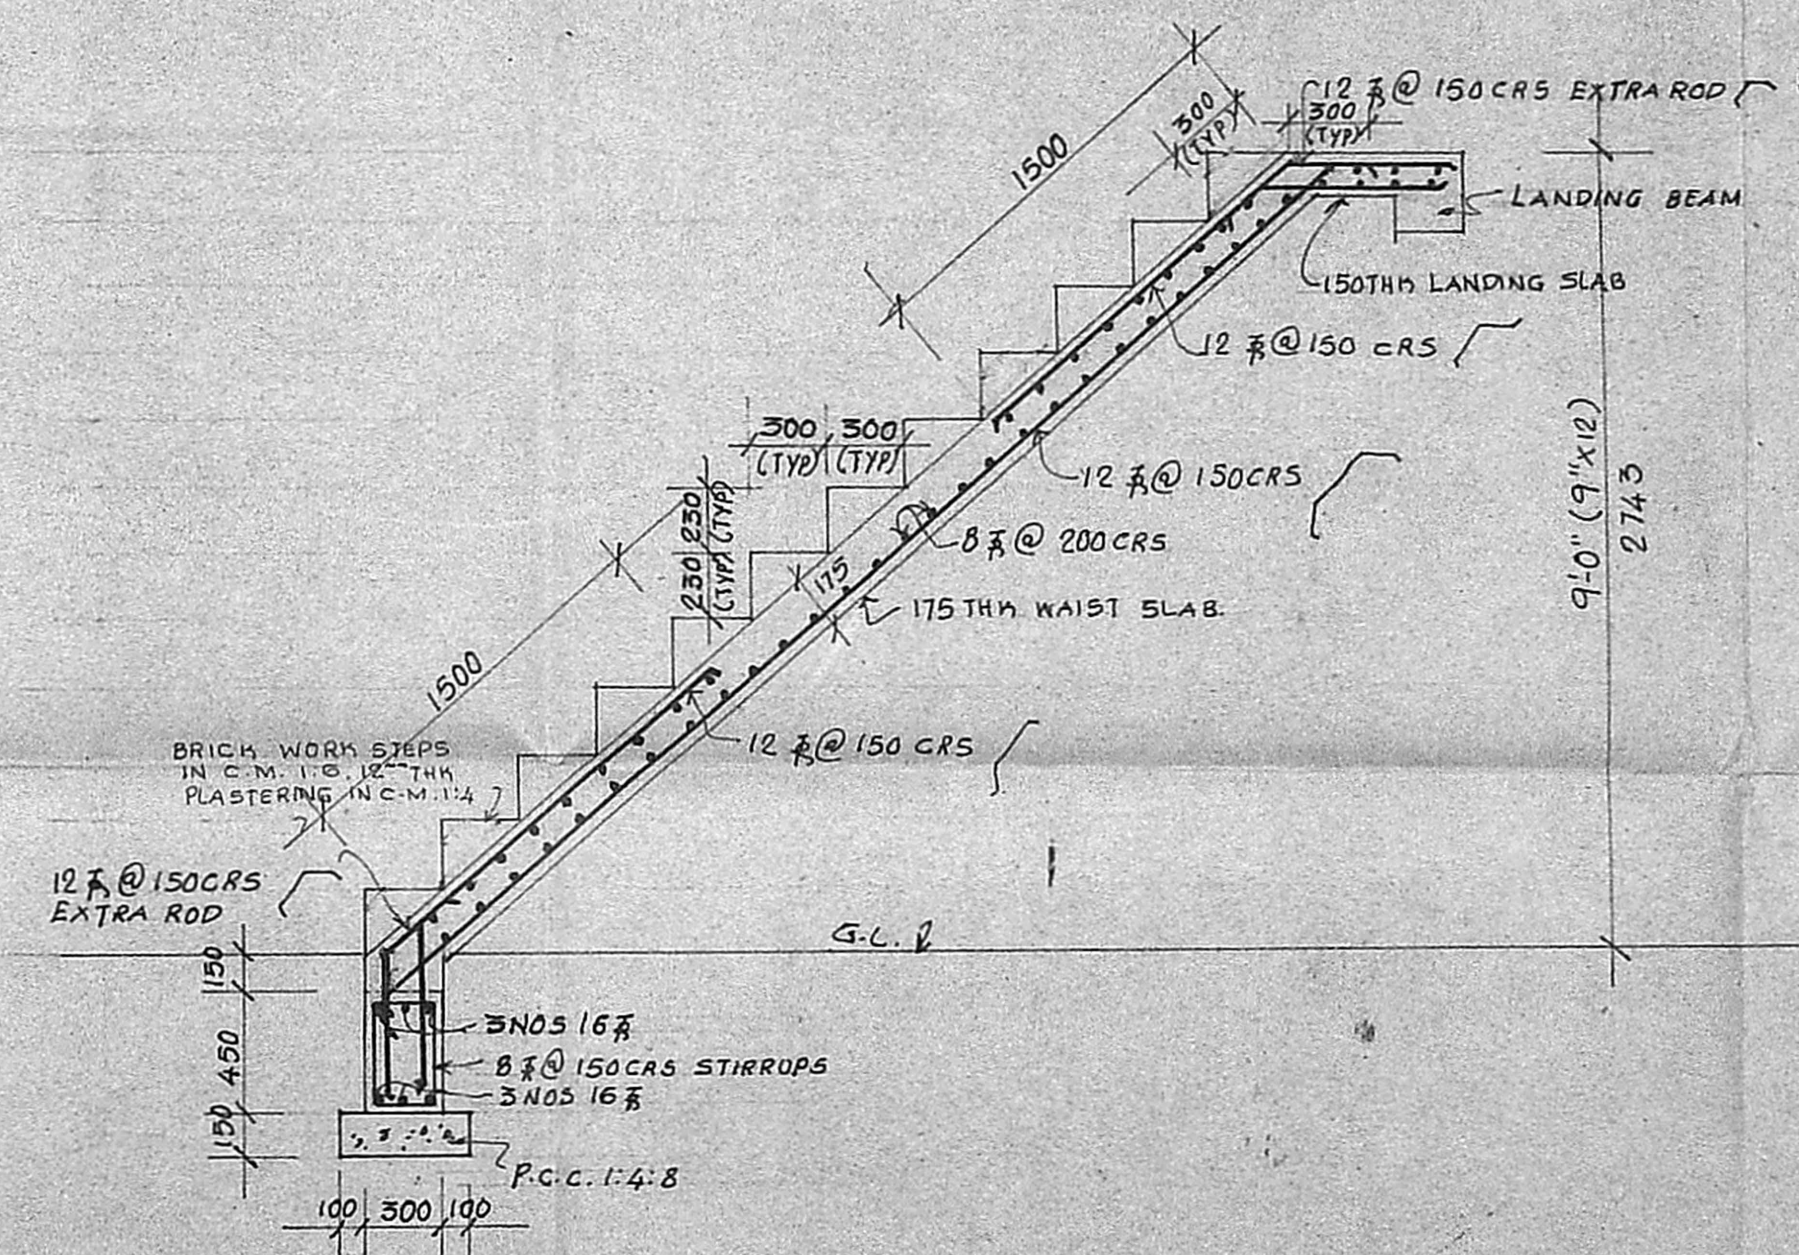 12 Ø @ 150 CRS EXTRA ROD
300
(TYP)
300
(TYP)
1500
LANDING BEAM
150THK LANDING SLAB
12 Ø @ 150 CRS
300 300
(TYP) (TYP)
12 Ø @ 150CRS
9'-0" (9"x12)
2743
230 230
(TYP) (TYP)
8 Ø @ 200CRS
175
175 THK WAIST SLAB.
1500
12 Ø @ 150 CRS
BRICK WORK STEPS
IN C.M. 1:6, 12mm THK
PLASTERING IN C.M. 1:4
12 Ø @ 150CRS
EXTRA ROD
G.L.
150
3NOS 16 Ø
450
8 Ø @ 150CRS STIRRUPS
3NOS 16 Ø
150
P.C.C. 1:4:8
100 300 100